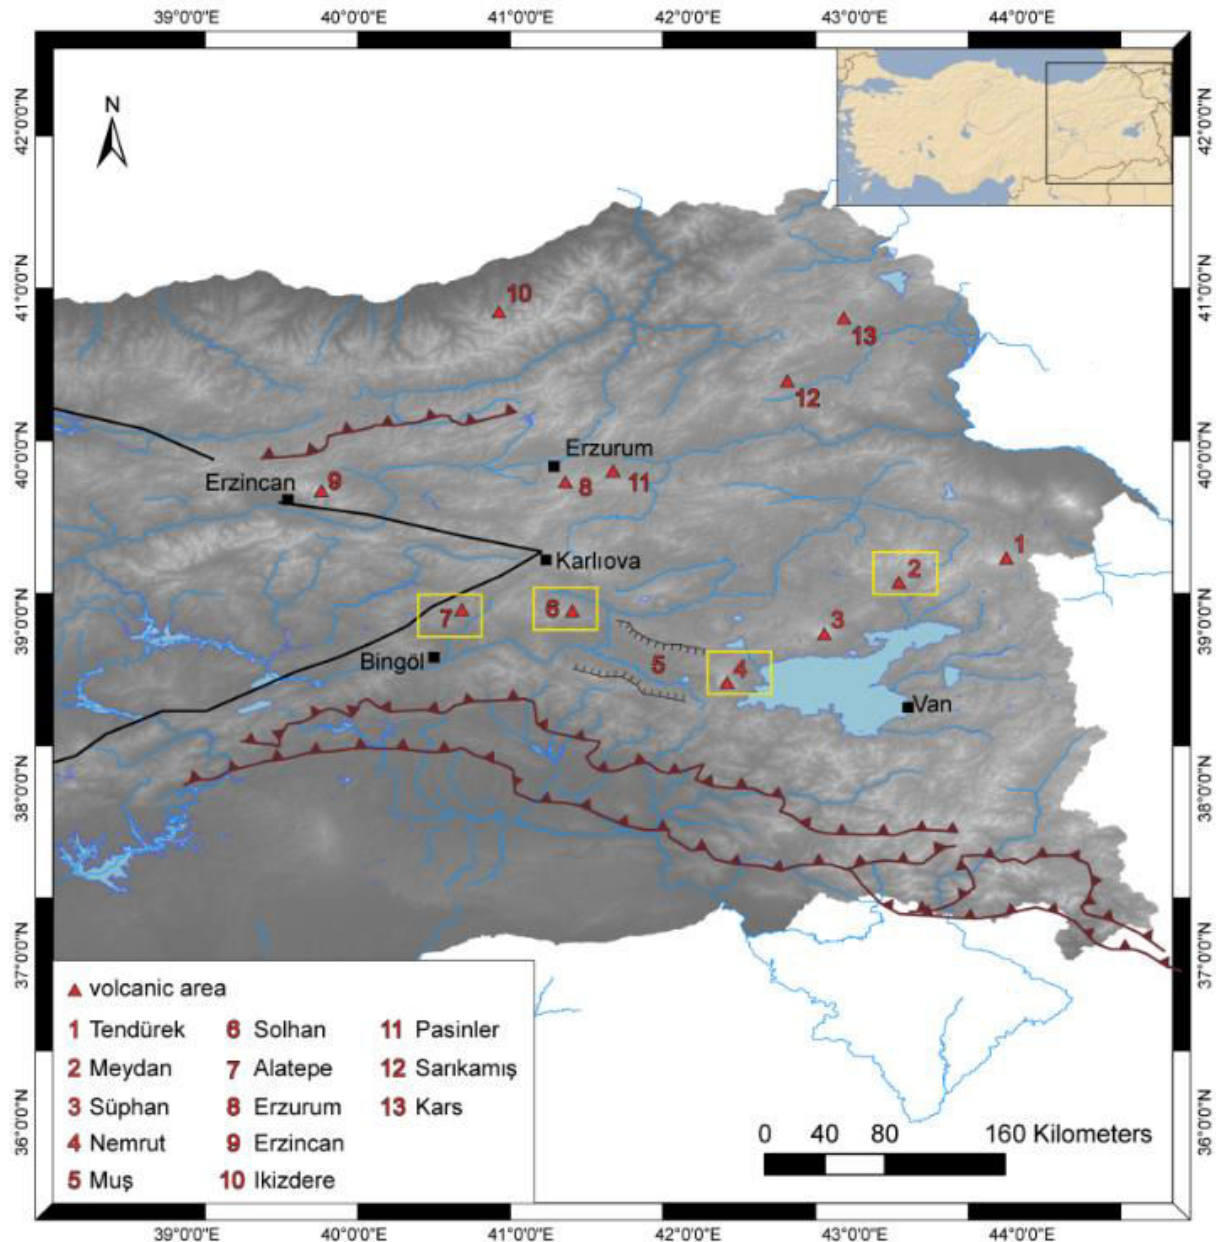 39°0'0"E 40°0'0"E 41°0'0"E 42°0'0"E 43°0'0"E 44°0'0"E
42°0'0"N 42°0'0"N
N
41°0'0"N 41°0'0"N
10
13
12
40°0'0"N 40°0'0"N
Erzurum
Erzincan 9 8 11
Karlıova
1
2
39°0'0"N 39°0'0"N
7 6 3
Bingöl 5 4
Van
38°0'0"N 38°0'0"N
37°0'0"N 37°0'0"N
volcanic area
1 Tendürek 6 Solhan 11 Pasinler
2 Meydan 7 Alatepe 12 Sarıkamış
3 Süphan 8 Erzurum 13 Kars
4 Nemrut 9 Erzincan
5 Muş 10 Ikizdere
36°0'0"N 36°0'0"N
0 40 80 160 Kilometers
39°0'0"E 40°0'0"E 41°0'0"E 42°0'0"E 43°0'0"E 44°0'0"E